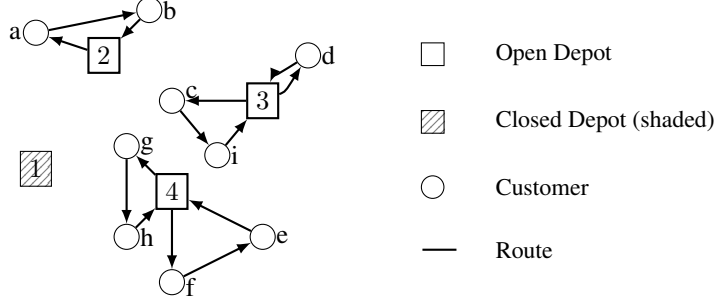 a
b
2
d
c
3
i
g
1
4
h
e
f
Open Depot
Closed Depot (shaded)
Customer
Route